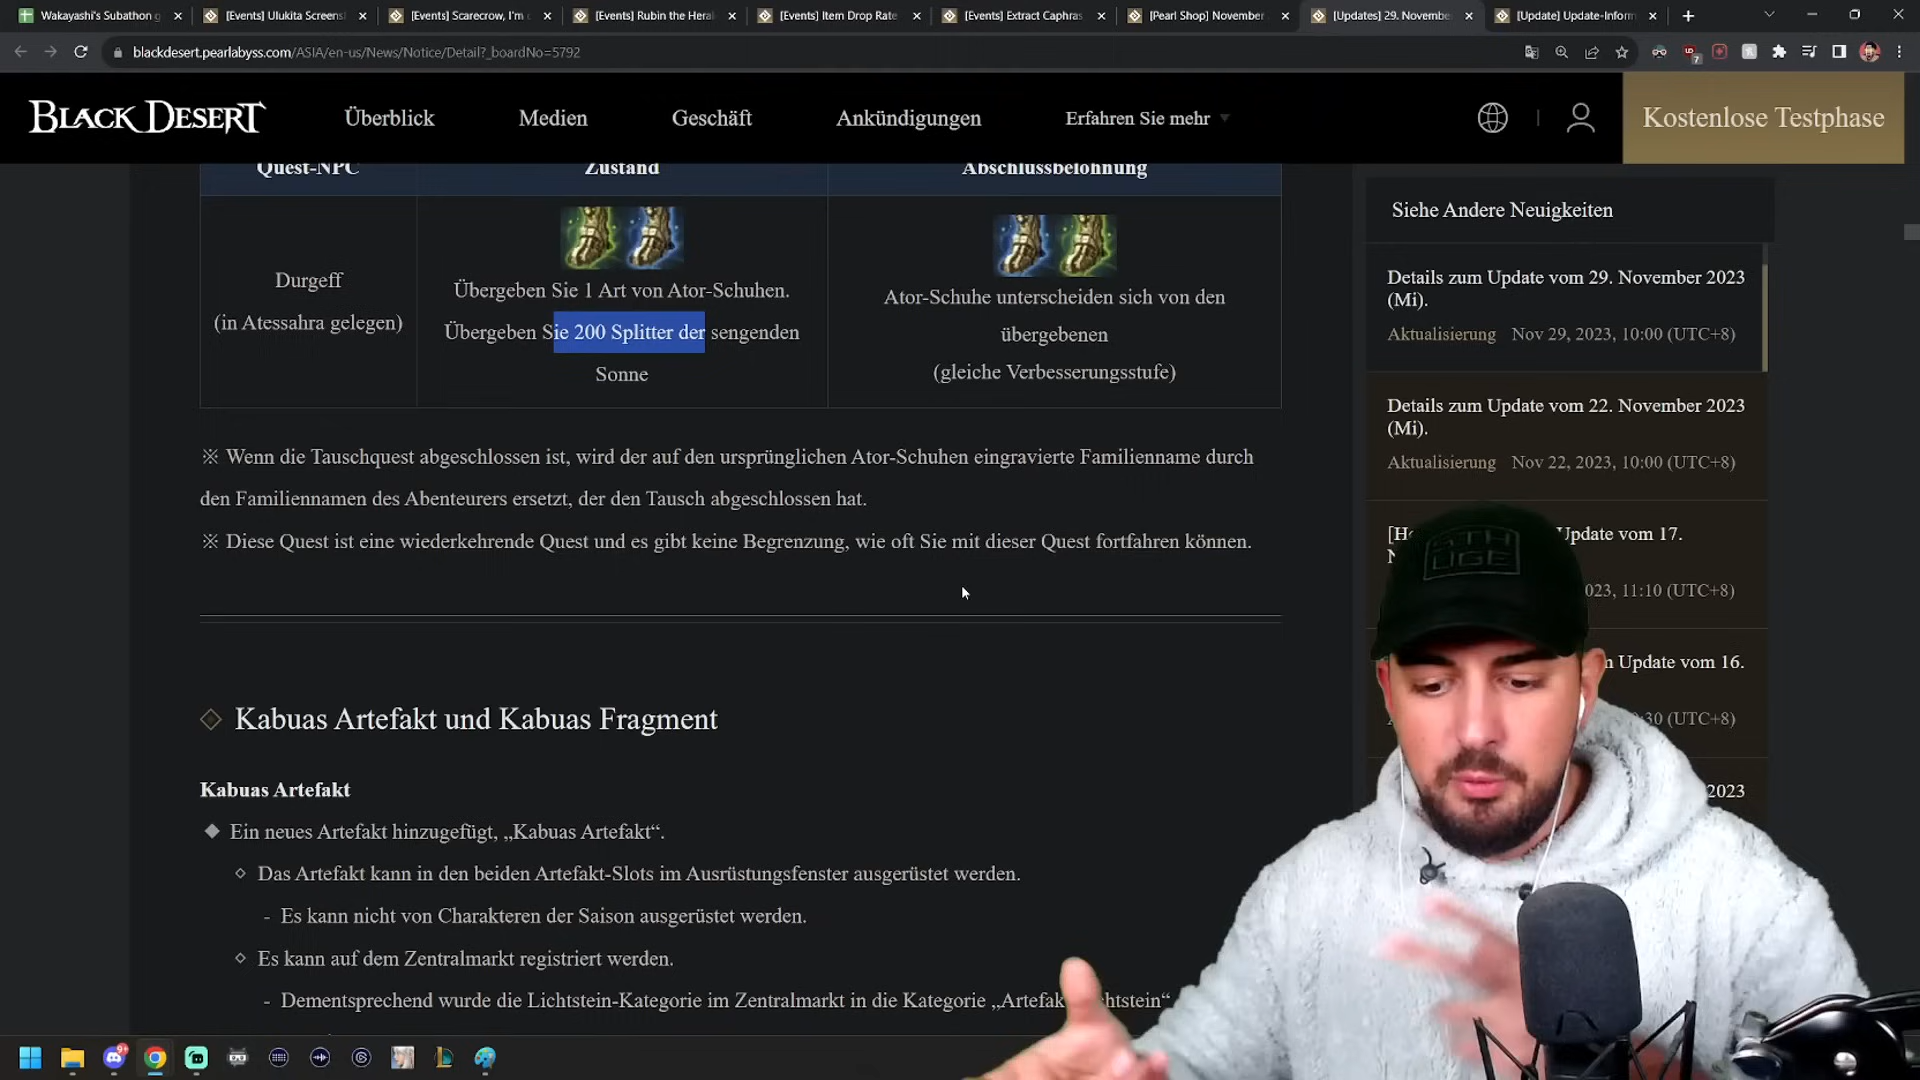 Wakayashi's Subathon g
[Events] Ulukita Screensh
[Events] Scarecrow, I'm
[Events] Rubin the Heral
[Events] Item Drop Rate
[Events] Extract Caphras
[Pearl Shop] November
[Updates] 29. Novembe
[Update] Update-Inform
blackdesert.pearlabyss.com/ASIA/en-us/News/Notice/Detail?_boardNo=5792
BLACK DESERT
Überblick
Medien
Geschäft
Ankündigungen
Erfahren Sie mehr
Kostenlose Testphase
Quest-NPC
Zustand
Abschlussbelohnung
Durgeff
(in Atessahra gelegen)
Übergeben Sie 1 Art von Ator-Schuhen.
Übergeben Sie 200 Splitter der sengenden
Sonne
Ator-Schuhe unterscheiden sich von den
übergebenen
(gleiche Verbesserungsstufe)
※ Wenn die Tauschquest abgeschlossen ist, wird der auf den ursprünglichen Ator-Schuhen eingravierte Familienname durch
den Familiennamen des Abenteurers ersetzt, der den Tausch abgeschlossen hat.
※ Diese Quest ist eine wiederkehrende Quest und es gibt keine Begrenzung, wie oft Sie mit dieser Quest fortfahren können.
Kabuas Artefakt und Kabuas Fragment
Kabuas Artefakt
Ein neues Artefakt hinzugefügt, „Kabuas Artefakt“.
Das Artefakt kann in den beiden Artefakt-Slots im Ausrüstungsfenster ausgerüstet werden.
- Es kann nicht von Charakteren der Saison ausgerüstet werden.
Es kann auf dem Zentralmarkt registriert werden.
- Dementsprechend wurde die Lichtstein-Kategorie im Zentralmarkt in die Kategorie „Artefak chtstein“
Siehe Andere Neuigkeiten
Details zum Update vom 29. November 2023
(Mi).
Aktualisierung Nov 29, 2023, 10:00 (UTC+8)
Details zum Update vom 22. November 2023
(Mi).
Aktualisierung Nov 22, 2023, 10:00 (UTC+8)
[Ho Update vom 17.
N
023, 11:10 (UTC+8)
n Update vom 16.
:30 (UTC+8)
2023